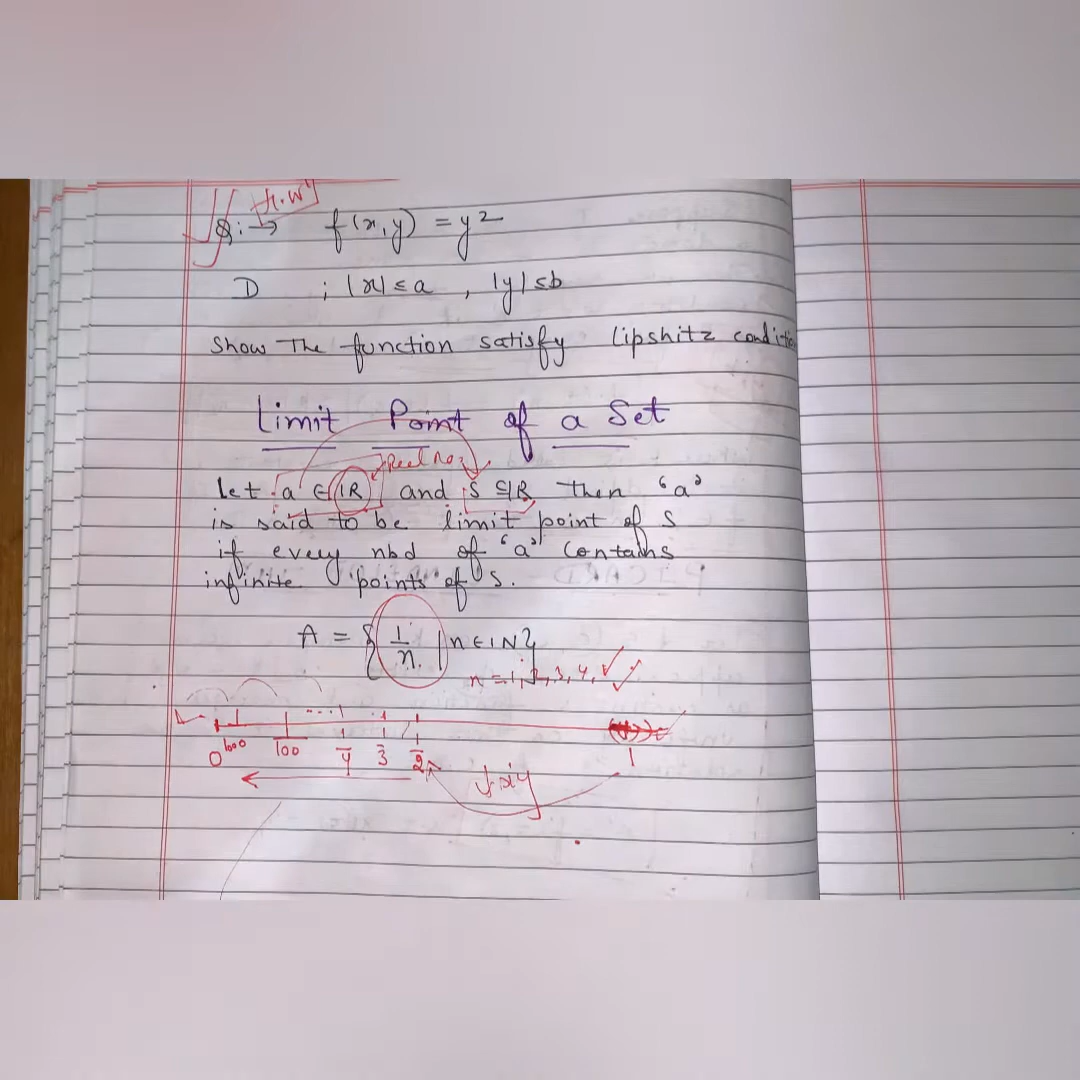 H.W
Q: → f(x,y) = y²
D ; |x| ≤ a , |y| ≤ b
Show The function satisfy Lipshitz condition
Limit Point of a Set
Real no.
Let a ∈ IR and S ⊆ IR Then 'a'
is said to be limit point of S
if every nbd of 'a' contains
infinite points of S.
A = { 1/n | n ∈ IN }
n = 1, 2, 3, 4,
0 1/1000 1/100 1/4 1/3 1/2 1